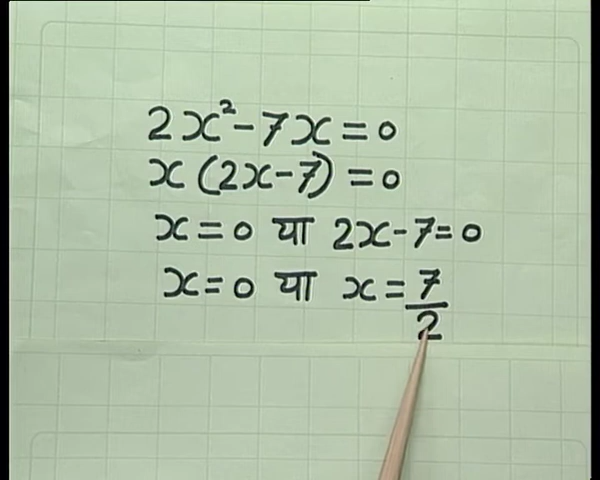 2x²-7x=0
x(2x-7)=0
x=0 या 2x-7=0
x=0 या x=7/2